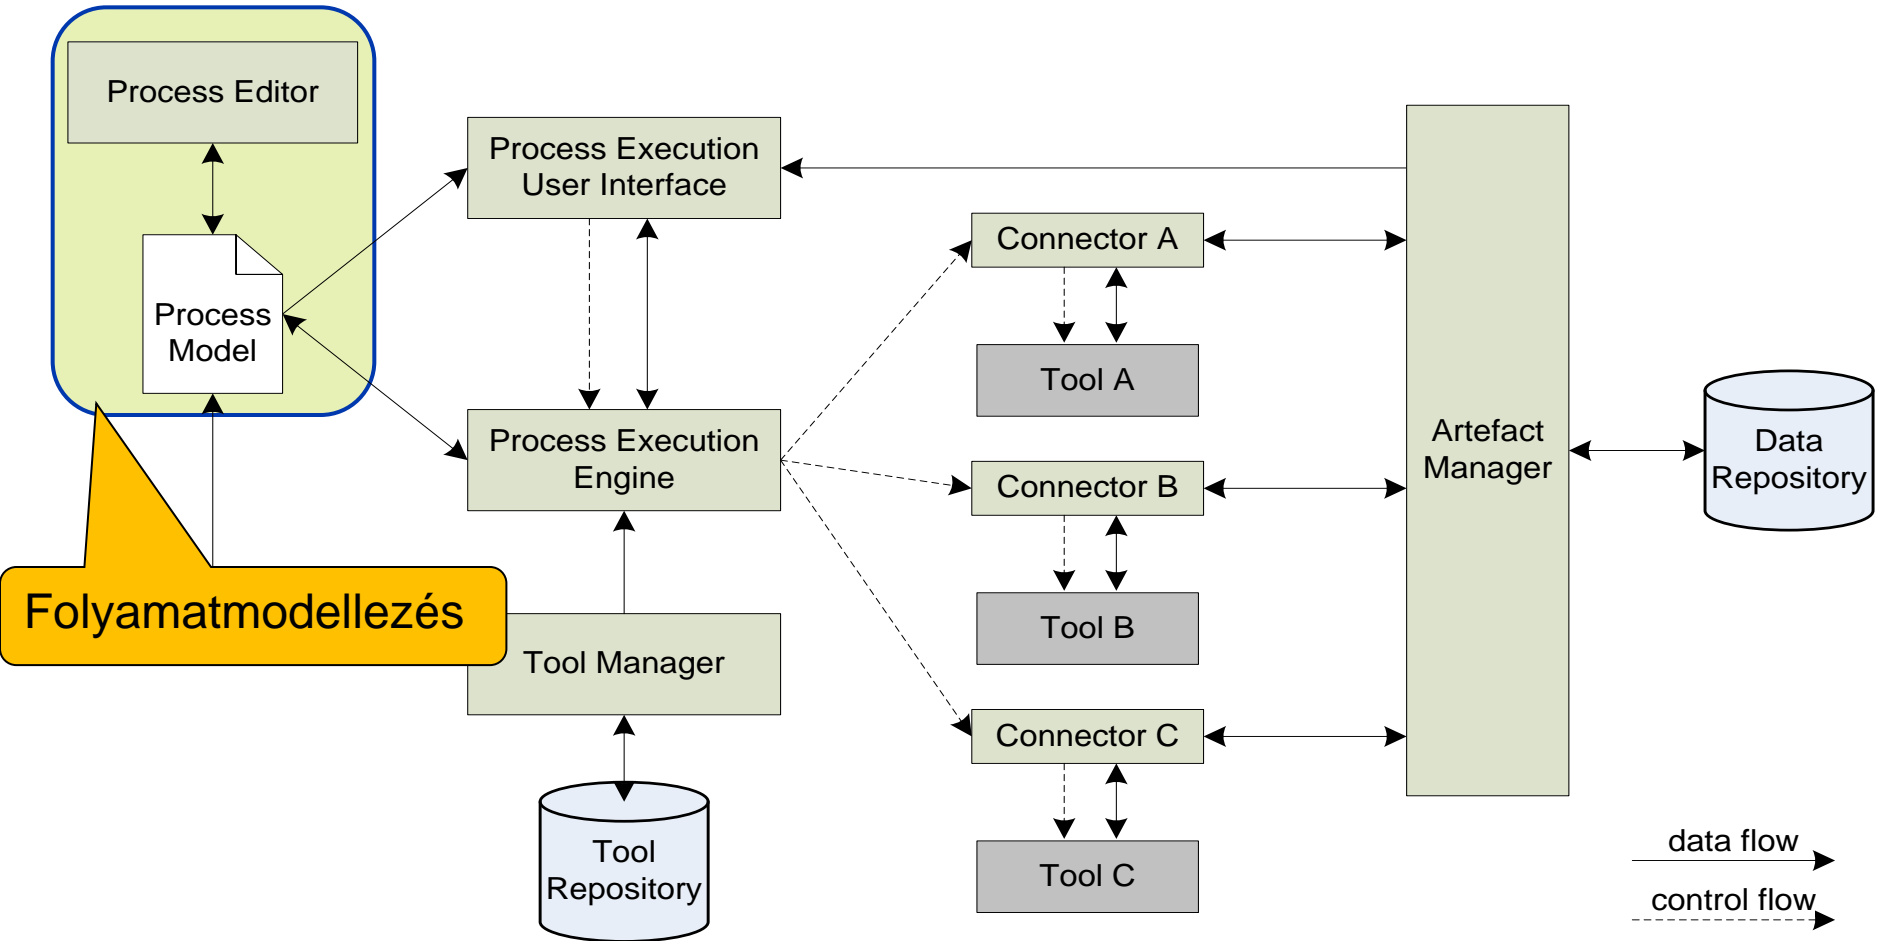 Process Editor
Process
Model
Folyamatmodellezés
Process Execution
User Interface
Process Execution
Engine
Tool Manager
Tool
Repository
Connector A
Tool A
Connector B
Tool B
Connector C
Tool C
Artefact
Manager
Data
Repository
data flow
control flow